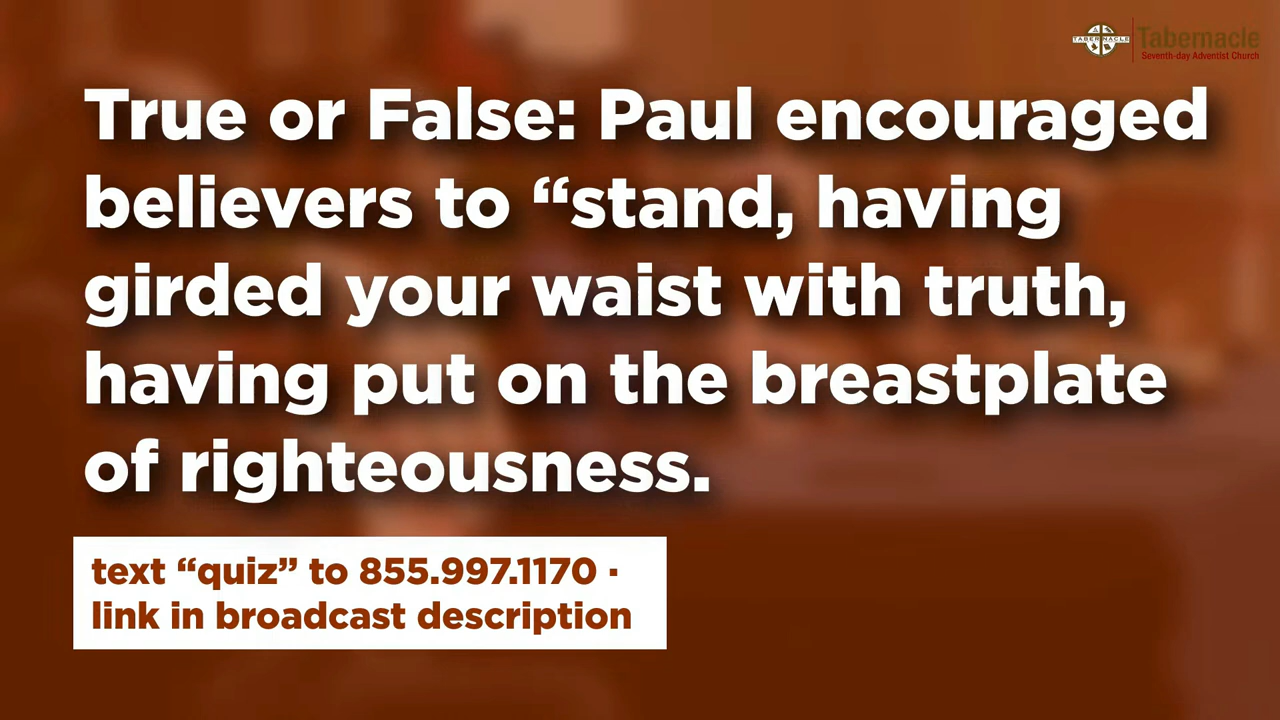 TABERNACLE
Tabernacle
Seventh-day Adventist Church
True or False: Paul encouraged
believers to “stand, having
girded your waist with truth,
having put on the breastplate
of righteousness.
text “quiz” to 855.997.1170 ·
link in broadcast description